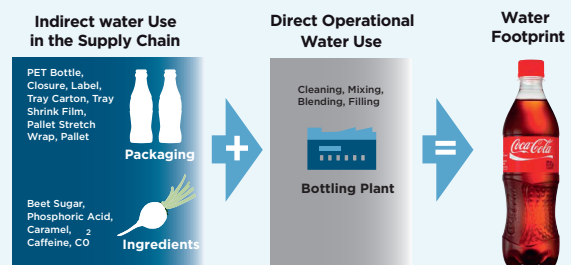 Indirect water Use
in the Supply Chain
PET Bottle,
Closure, Label,
Tray Carton, Tray
Shrink Film,
Pallet Stretch
Wrap, Pallet
Packaging
Beet Sugar,
Phosphoric Acid,
Caramel, 2
Caffeine, C0
Ingredients
+
Direct Operational
Water Use
Cleaning, Mixing,
Blending, Filling
Bottling Plant
=
Water
Footprint
Coca-Cola